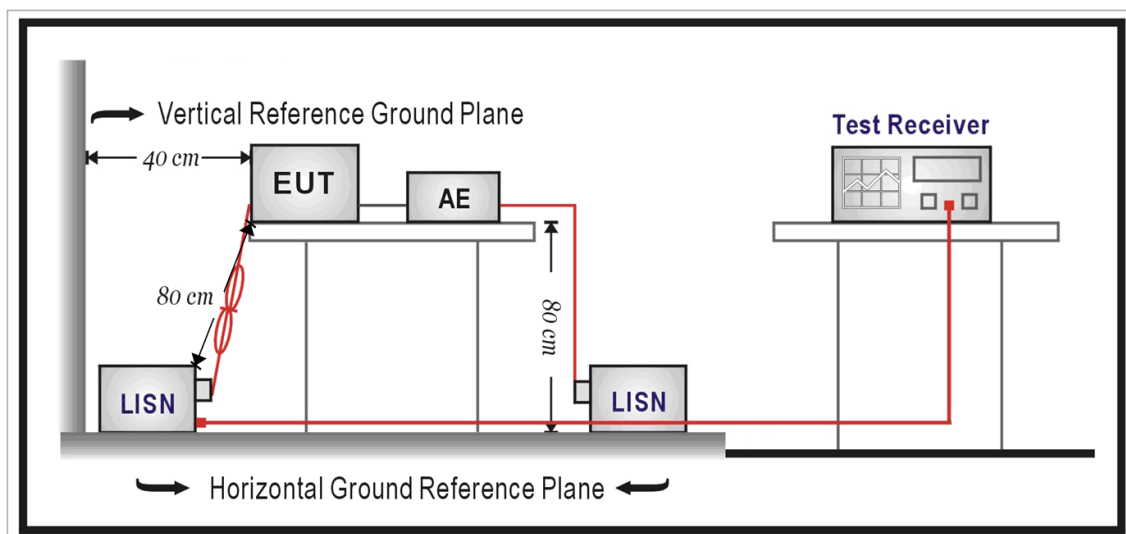 Vertical Reference Ground Plane
Test Receiver
40 cm
EUT
AE
80 cm
80 cm
LISN
LISN
Horizontal Ground Reference Plane